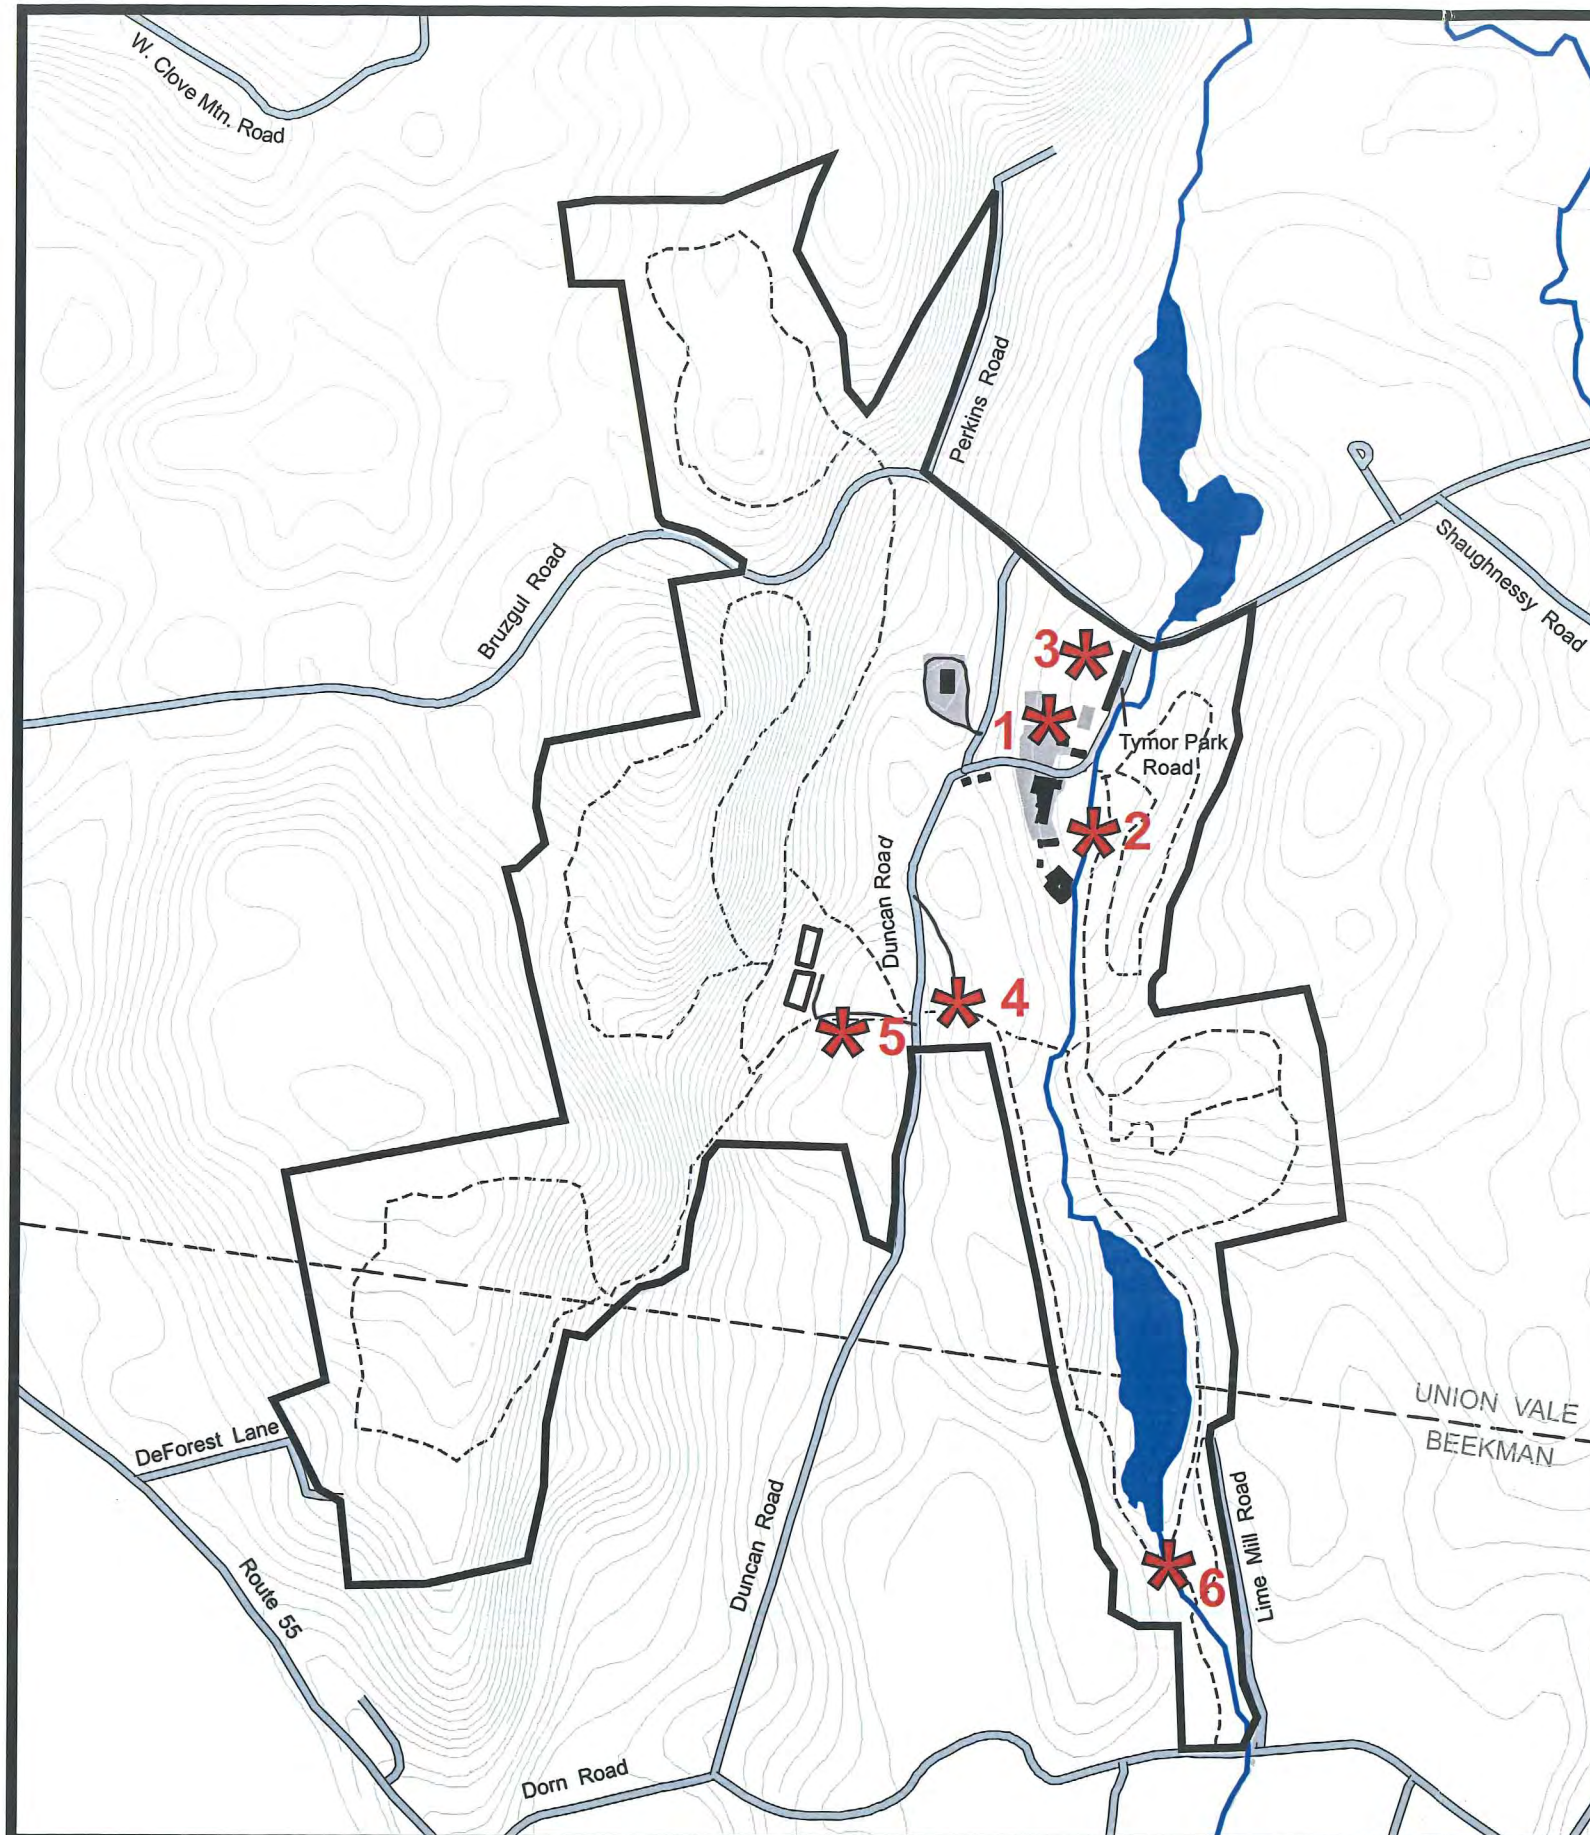 W. Clove Mtn. Road
Perkins Road
Bruzgul Road
Shaughnessy Road
3
1
Tymor Park
Road
2
Duncan Road
4
5
UNION VALE
BEEKMAN
DeForest Lane
Route 55
Duncan Road
Lime Mill Road
6
Dorn Road